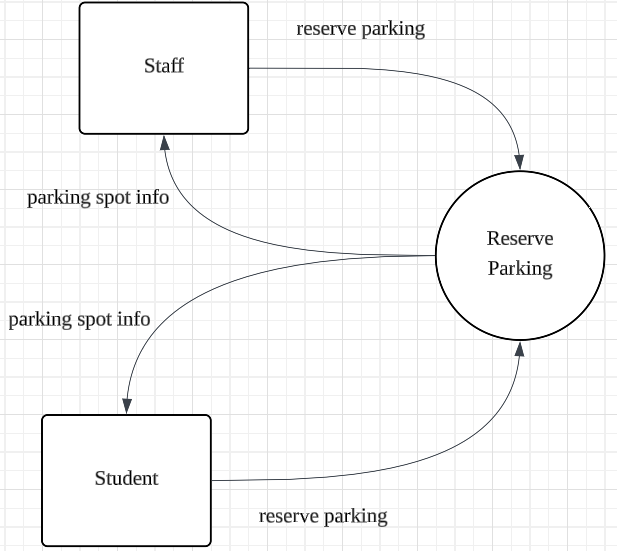 reserve parking
Staff
parking spot info
Reserve
Parking
parking spot info
Student
reserve parking